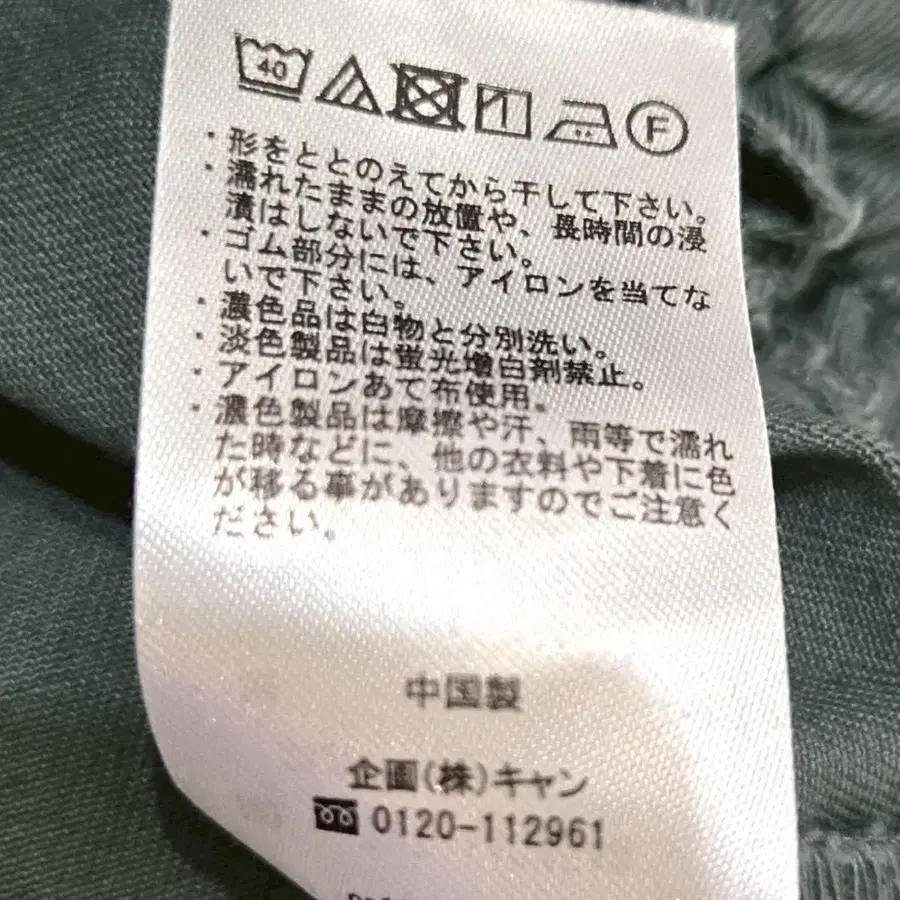 40 F
・形をととのえてから干して下さい。
・濡れたままの放置や、長時間の浸
漬はしないで下さい。
・ゴム部分には、アイロンを当てな
いで下さい。
・濃色品は白物と分別洗い。
・淡色製品は蛍光増白剤禁止。
・アイロンあて布使用。
・濃色製品は摩擦や汗、雨等で濡れ
た時などに、他の衣料や下着に色
が移る事がありますのでご注意く
ださい。
中国製
企画(株)キャン
0120-112961